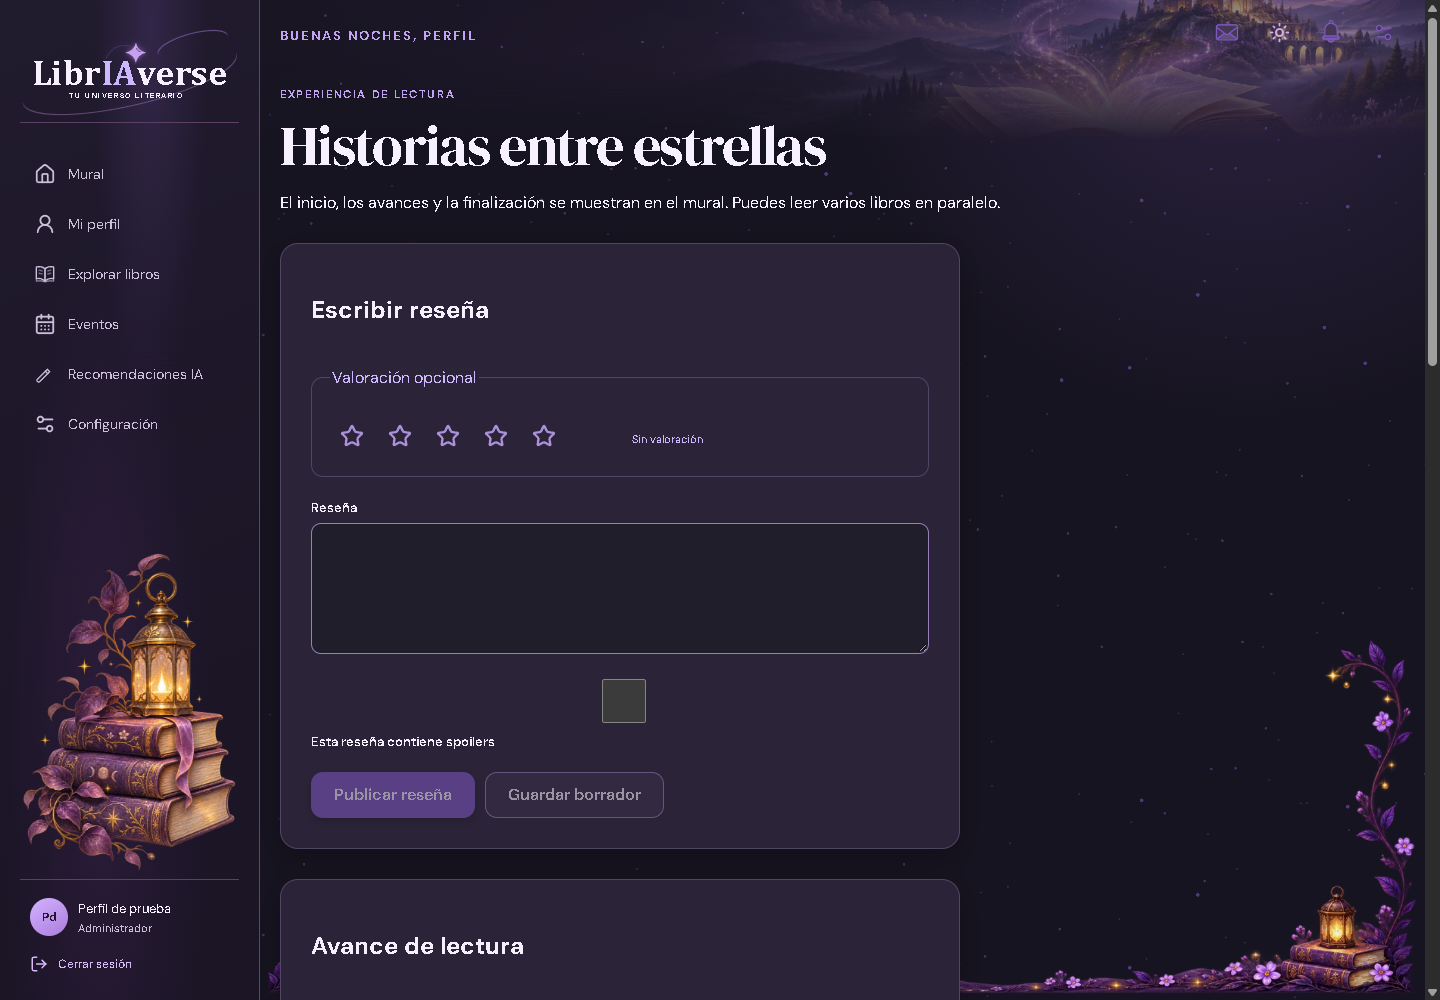 LibrIAverse
TU UNIVERSO LITERARIO
Mural
Mi perfil
Explorar libros
Eventos
Recomendaciones IA
Configuración
Pd
Perfil de prueba
Administrador
Cerrar sesión
BUENAS NOCHES, PERFIL
EXPERIENCIA DE LECTURA
Historias entre estrellas
El inicio, los avances y la finalización se muestran en el mural. Puedes leer varios libros en paralelo.
Escribir reseña
Valoración opcional
Sin valoración
Reseña
Esta reseña contiene spoilers
Publicar reseña
Guardar borrador
Avance de lectura